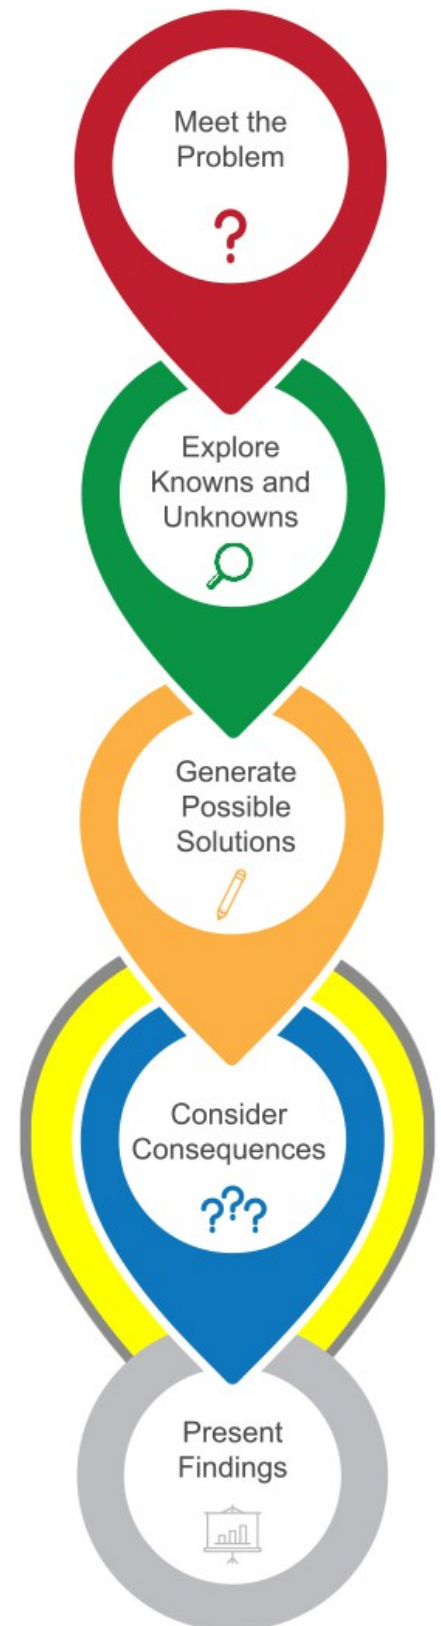 Meet the
Problem
?
Explore
Knowns and
Unknowns
Generate
Possible
Solutions
Consider
Consequences
???
Present
Findings